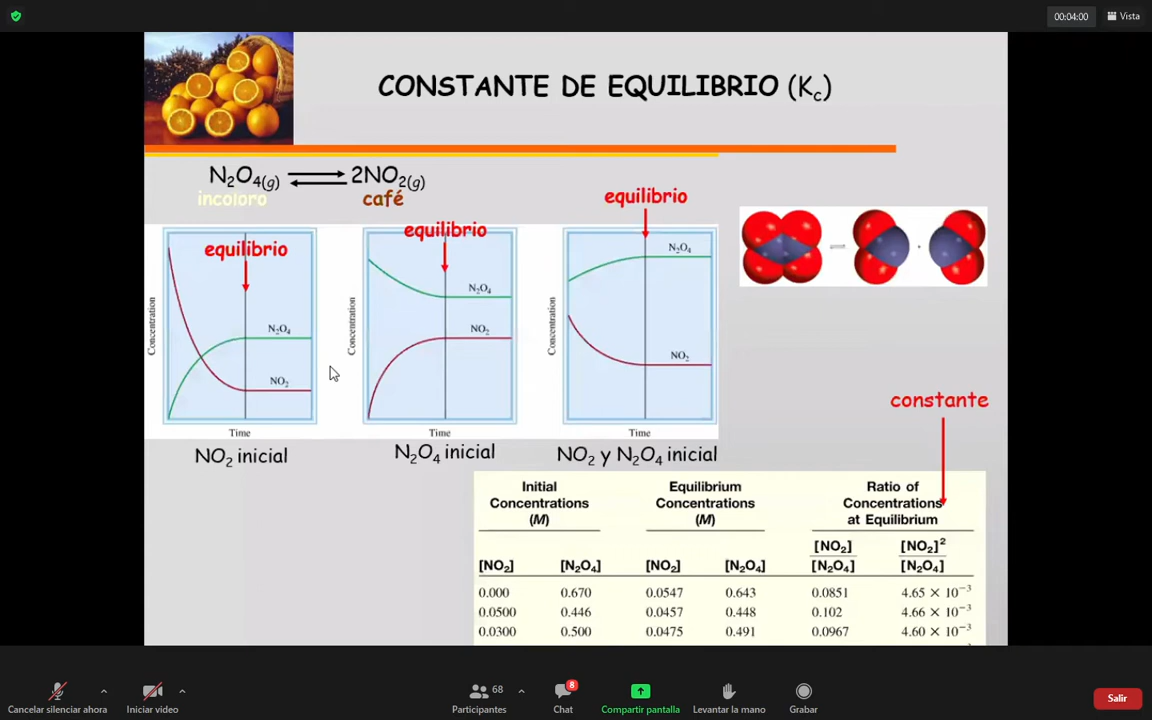 00:04:00 Vista
CONSTANTE DE EQUILIBRIO (Kc)
N₂O₄(g) ⇌ 2NO₂(g)
incoloro café
equilibrio
equilibrio
equilibrio
Concentration
N₂O₄
NO₂
Time
NO₂ inicial
Concentration
N₂O₄
NO₂
Time
N₂O₄ inicial
Concentration
N₂O₄
NO₂
Time
NO₂ y N₂O₄ inicial
constante
Initial Concentrations (M) Equilibrium Concentrations (M) Ratio of Concentrations at Equilibrium
[NO₂] [N₂O₄] [NO₂] [N₂O₄] [NO₂]/[N₂O₄] [NO₂]²/[N₂O₄]
0.000 0.670 0.0547 0.643 0.0851 4.65 × 10⁻³
0.0500 0.446 0.0457 0.448 0.102 4.66 × 10⁻³
0.0300 0.500 0.0475 0.491 0.0967 4.60 × 10⁻³
68 8
Cancelar silenciar ahora Iniciar video Participantes Chat Compartir pantalla Levantar la mano Grabar Salir